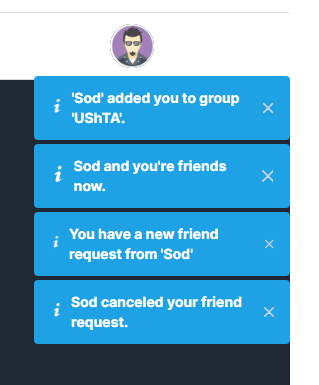 'Sod' added you to group
'UShTA'.
Sod and you're friends
now.
You have a new friend
request from 'Sod'
Sod canceled your friend
request.